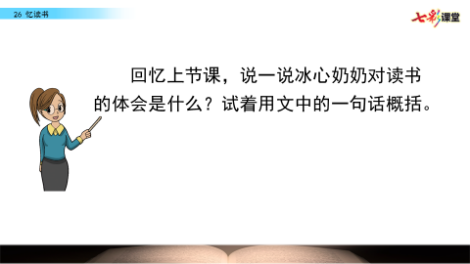 26 忆读书
七彩课堂
回忆上节课，说一说冰心奶奶对读书
的体会是什么？试着用文中的一句话概括。